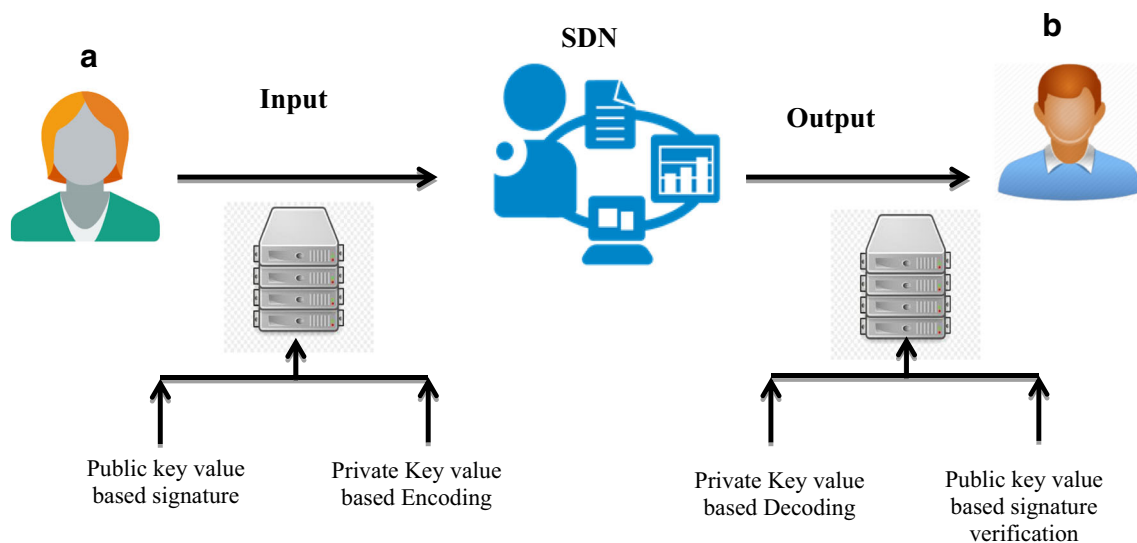 a
SDN
b
Input
Output
Public key value
based signature
Private Key value
based Encoding
Private Key value
based Decoding
Public key value
based signature
verification